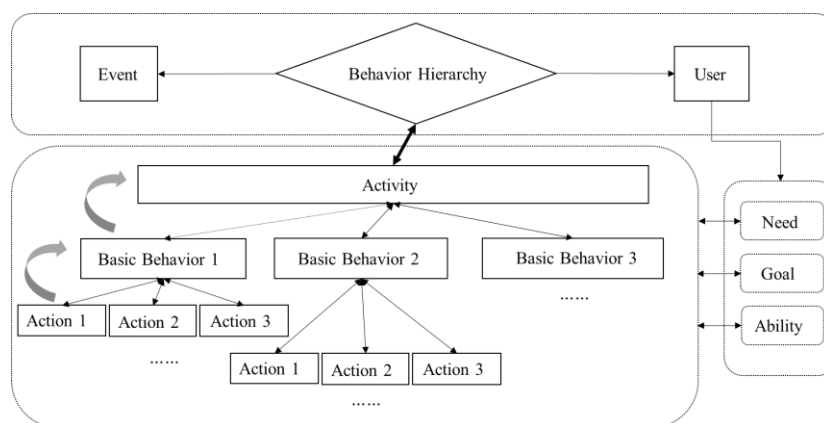 Event
Behavior Hierarchy
User
Activity
Need
Basic Behavior 1
Basic Behavior 2
Basic Behavior 3
Goal
......
Action 1
Action 2
Action 3
Ability
......
Action 1
Action 2
Action 3
......